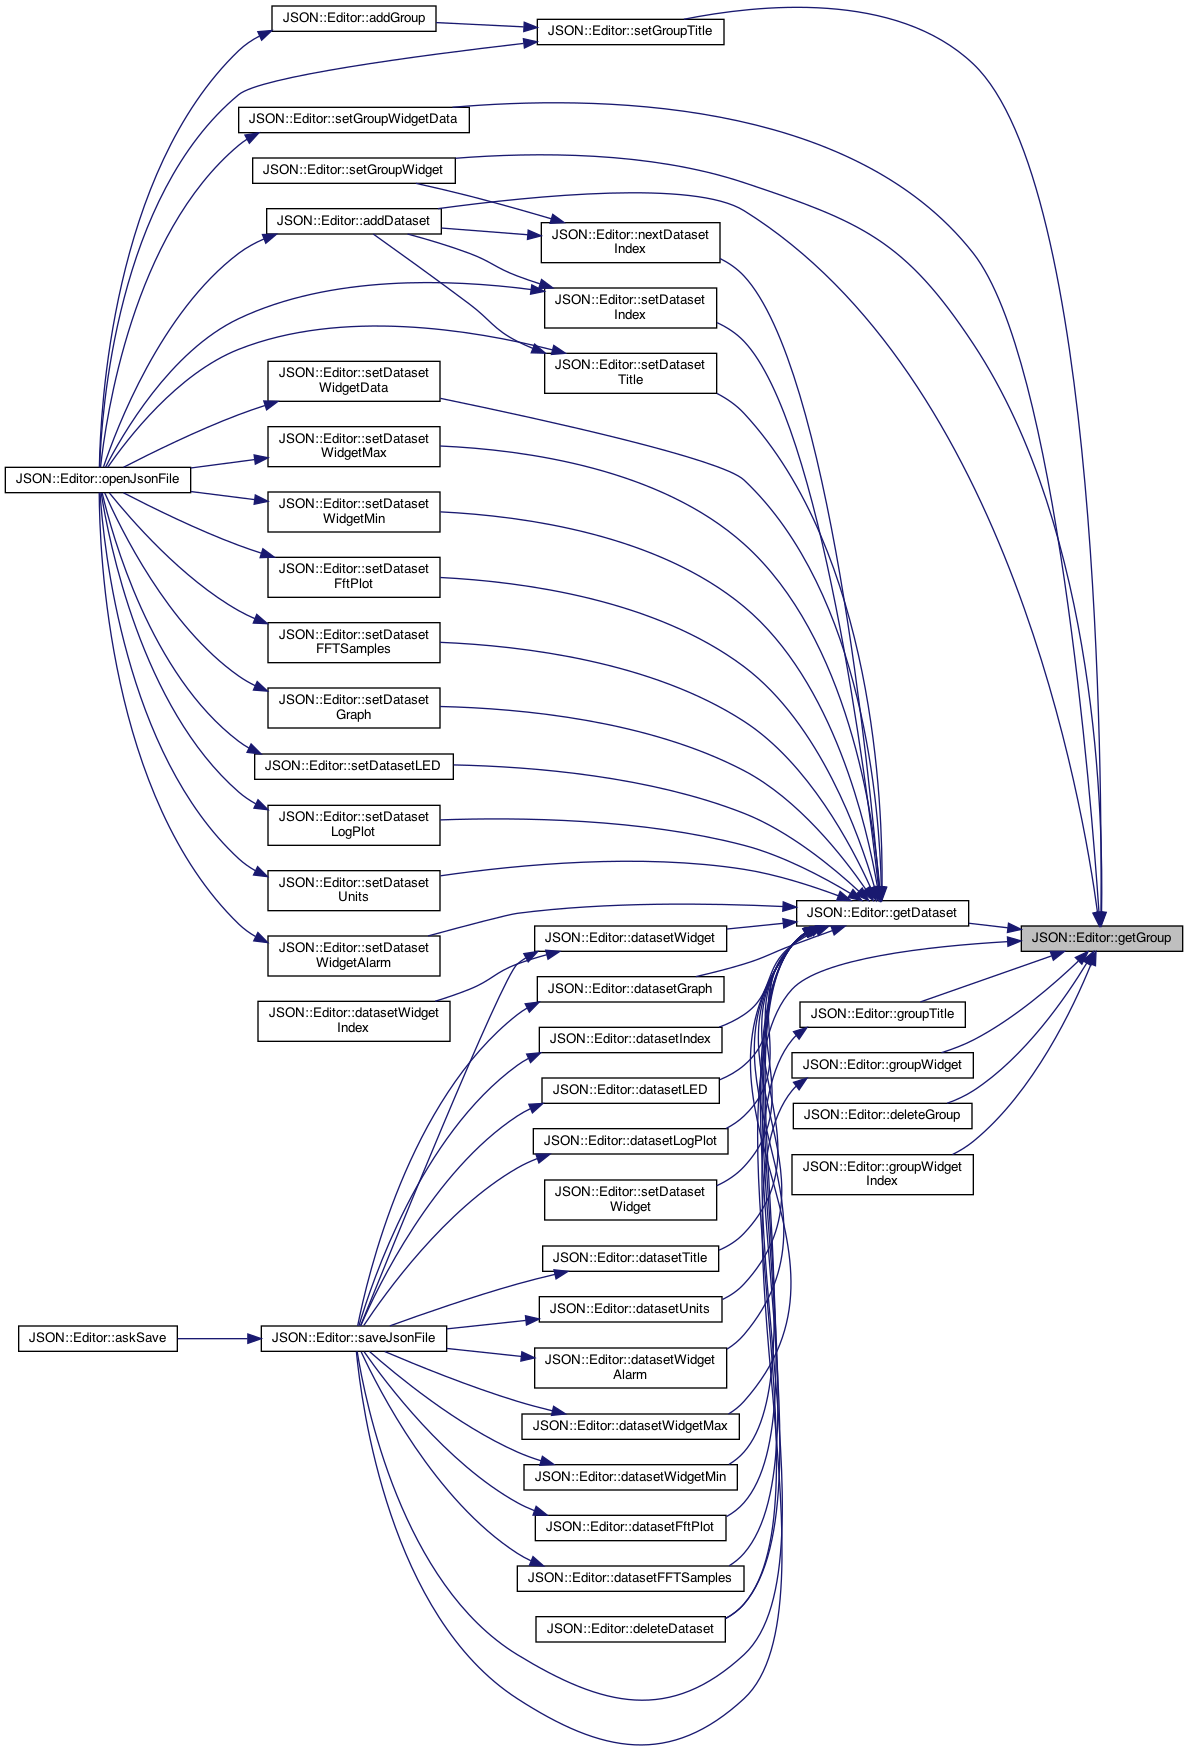 JSON::Editor::addGroup
JSON::Editor::setGroupTitle
JSON::Editor::setGroupWidgetData
JSON::Editor::setGroupWidget
JSON::Editor::addDataset
JSON::Editor::nextDataset
Index
JSON::Editor::setDataset
Index
JSON::Editor::setDataset
Title
JSON::Editor::setDataset
WidgetData
JSON::Editor::setDataset
WidgetMax
JSON::Editor::openJsonFile
JSON::Editor::setDataset
WidgetMin
JSON::Editor::setDataset
FftPlot
JSON::Editor::setDataset
FFTSamples
JSON::Editor::setDataset
Graph
JSON::Editor::setDatasetLED
JSON::Editor::setDataset
LogPlot
JSON::Editor::setDataset
Units
JSON::Editor::getDataset
JSON::Editor::getGroup
JSON::Editor::setDataset
WidgetAlarm
JSON::Editor::datasetWidget
JSON::Editor::datasetGraph
JSON::Editor::datasetWidget
Index
JSON::Editor::groupTitle
JSON::Editor::datasetIndex
JSON::Editor::groupWidget
JSON::Editor::datasetLED
JSON::Editor::deleteGroup
JSON::Editor::datasetLogPlot
JSON::Editor::groupWidget
Index
JSON::Editor::setDataset
Widget
JSON::Editor::datasetTitle
JSON::Editor::datasetUnits
JSON::Editor::askSave
JSON::Editor::saveJsonFile
JSON::Editor::datasetWidget
Alarm
JSON::Editor::datasetWidgetMax
JSON::Editor::datasetWidgetMin
JSON::Editor::datasetFftPlot
JSON::Editor::datasetFFTSamples
JSON::Editor::deleteDataset